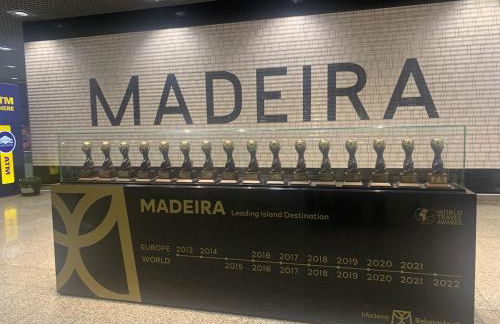 ATM
HERE
ATM
MADEIRA
MADEIRA Leading Island Destination
WORLD
TRAVEL
AWARDS
EUROPE 2013 2014 2016 2017 2018 2019 2020 2021
WORLD 2015 2016 2017 2018 2019 2020 2021 2022
Madeira